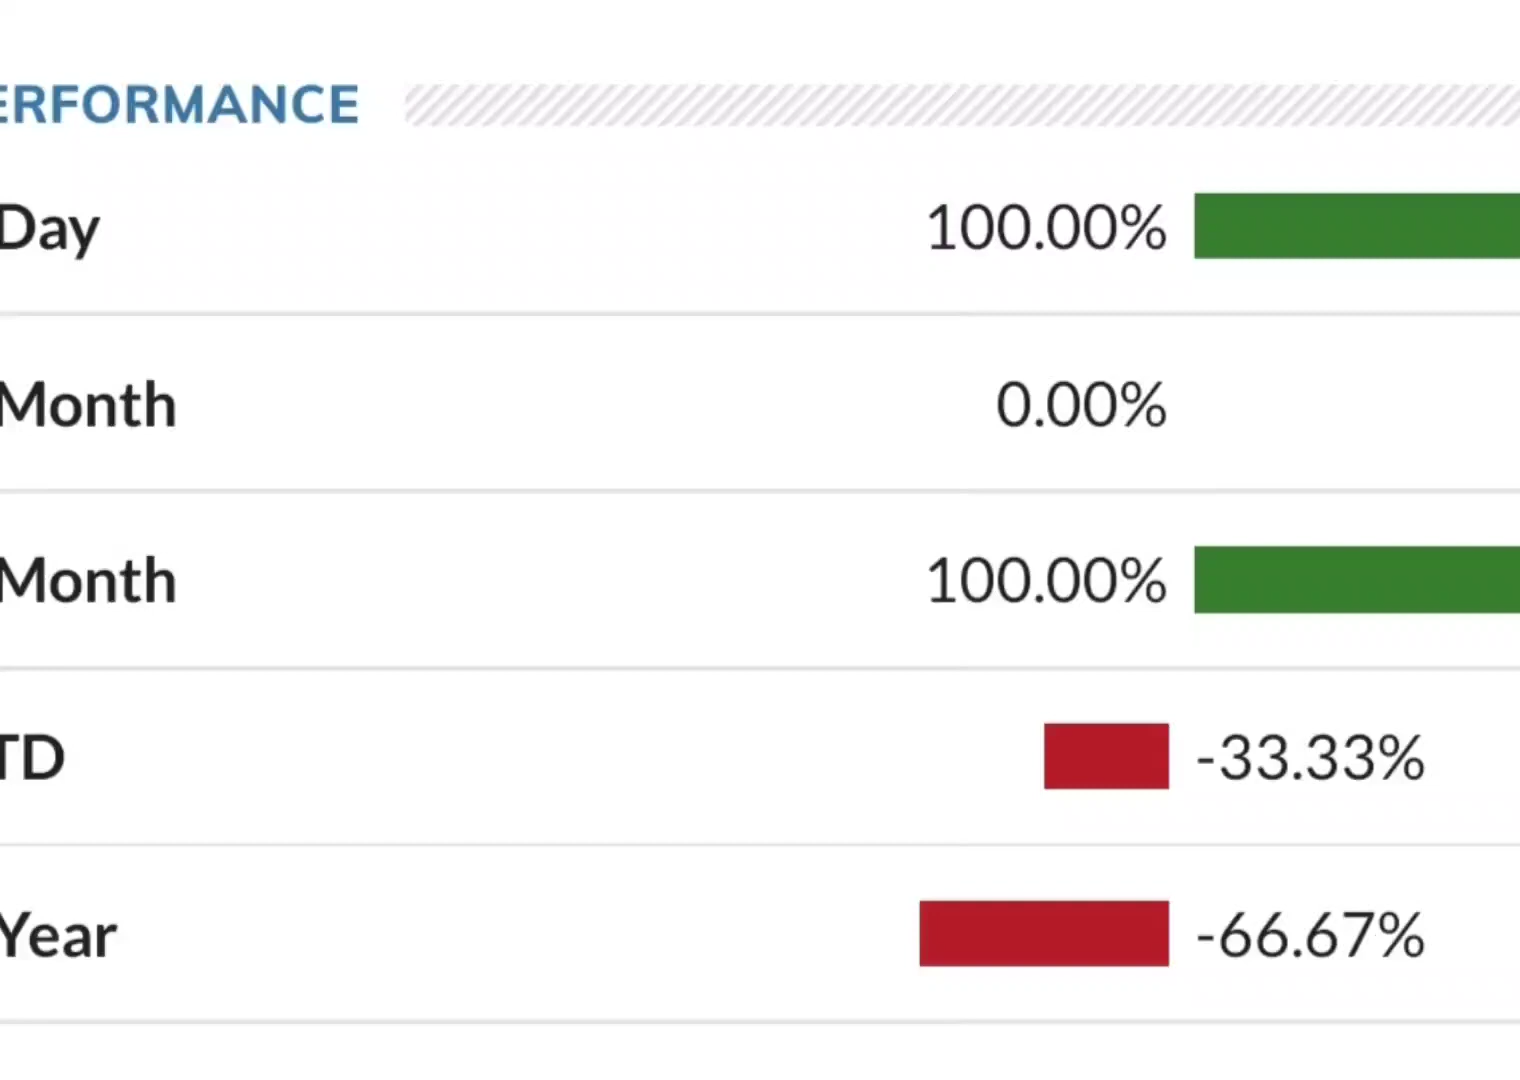 ERFORMANCE
Day 100.00%
Month 0.00%
Month 100.00%
TD -33.33%
Year -66.67%